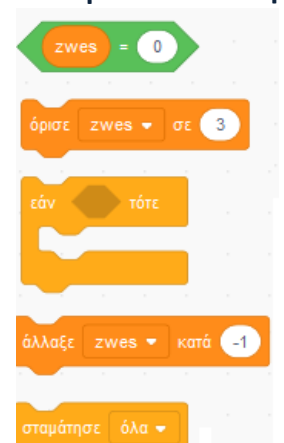 zwes = 0
όρισε zwes σε 3
εάν τότε
άλλαξε zwes κατά -1
σταμάτησε όλα